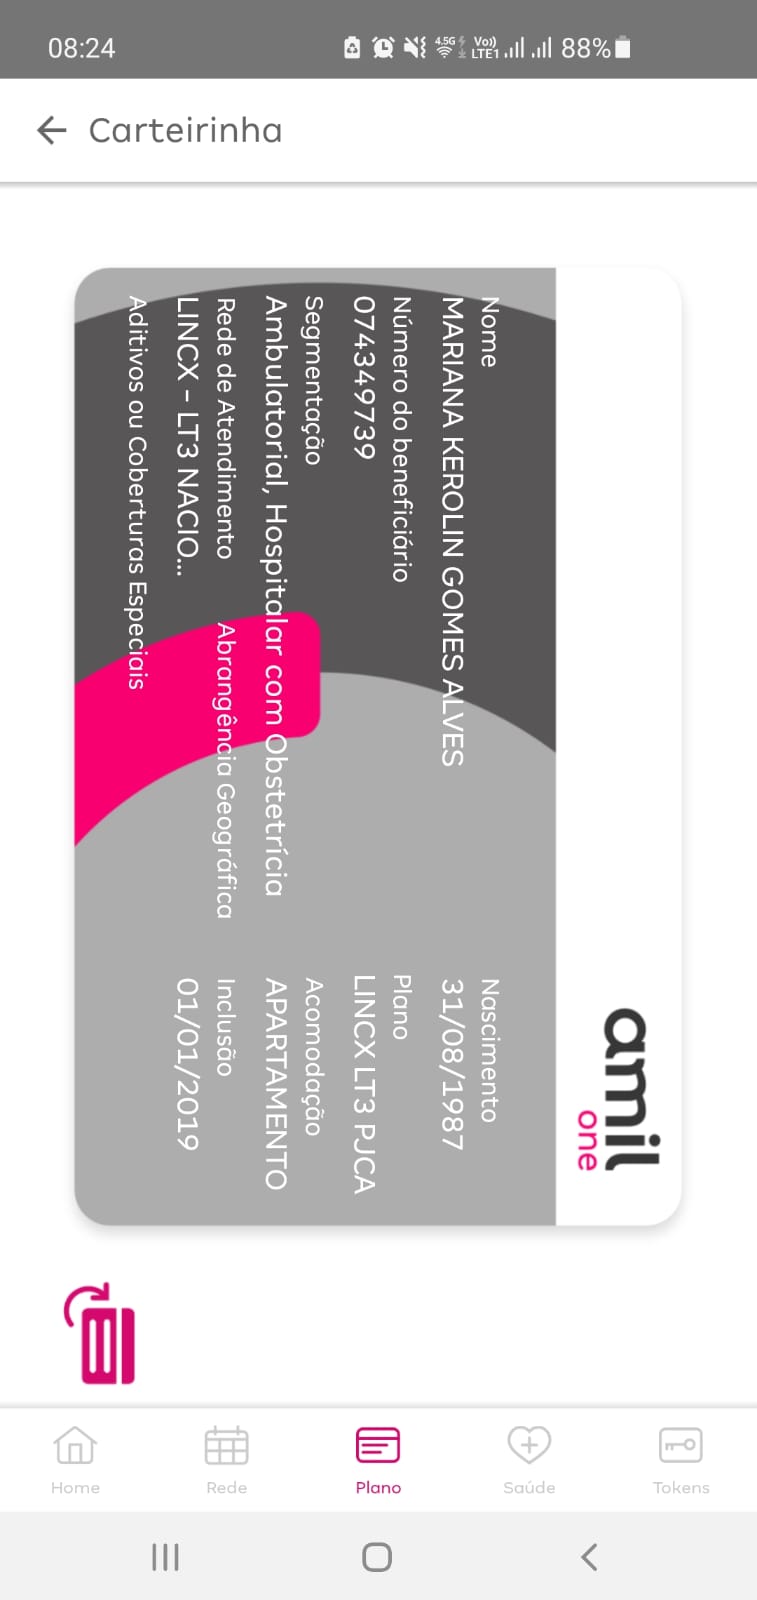 08:24
4.5G
Vo))
LTE1
88%
Carteirinha
amil
one
Nome
Nascimento
MARIANA KEROLIN GOMES ALVES
31/08/1987
Número do beneficiário
Plano
074349739
LINCX LT3 PJCA
Segmentação
Acomodação
Ambulatorial, Hospitalar com Obstetrícia
APARTAMENTO
Rede de Atendimento
Abrangência Geográfica
Inclusão
LINCX - LT3 NACIO...
01/01/2019
Aditivos ou Coberturas Especiais
Home
Rede
Plano
Saúde
Tokens